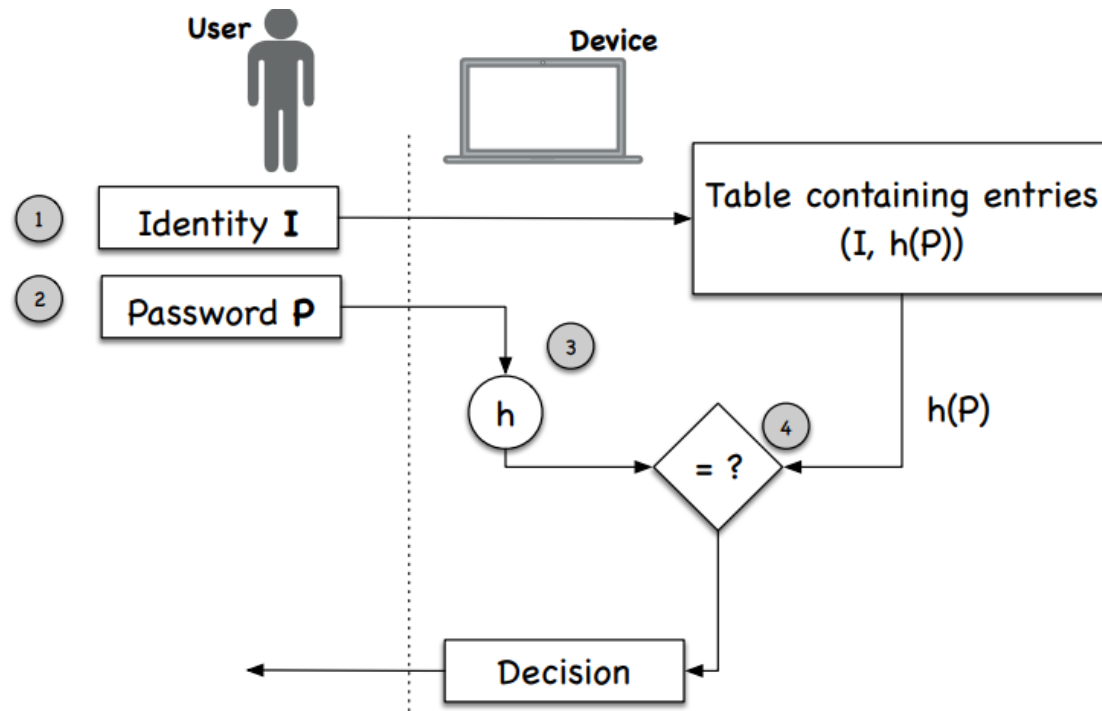 User
Device
1
Identity I
Table containing entries
(I, h(P))
2
Password P
3
h
4
= ?
h(P)
Decision